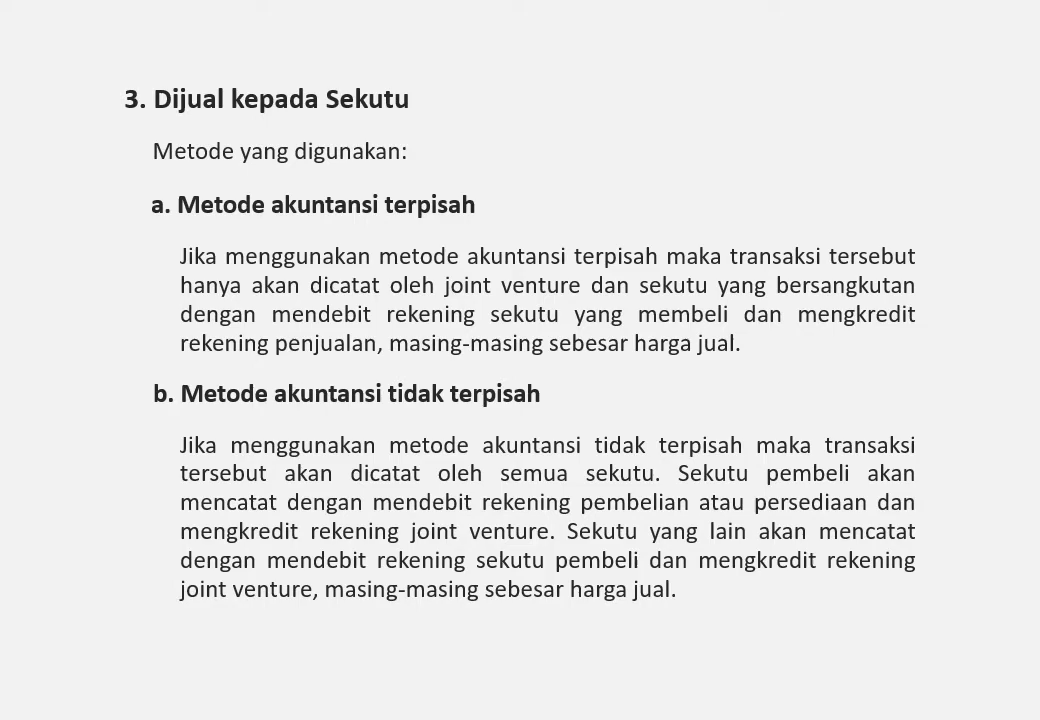 3. Dijual kepada Sekutu
Metode yang digunakan:
a. Metode akuntansi terpisah
Jika menggunakan metode akuntansi terpisah maka transaksi tersebut
hanya akan dicatat oleh joint venture dan sekutu yang bersangkutan
dengan mendebit rekening sekutu yang membeli dan mengkredit
rekening penjualan, masing-masing sebesar harga jual.
b. Metode akuntansi tidak terpisah
Jika menggunakan metode akuntansi tidak terpisah maka transaksi
tersebut akan dicatat oleh semua sekutu. Sekutu pembeli akan
mencatat dengan mendebit rekening pembelian atau persediaan dan
mengkredit rekening joint venture. Sekutu yang lain akan mencatat
dengan mendebit rekening sekutu pembeli dan mengkredit rekening
joint venture, masing-masing sebesar harga jual.